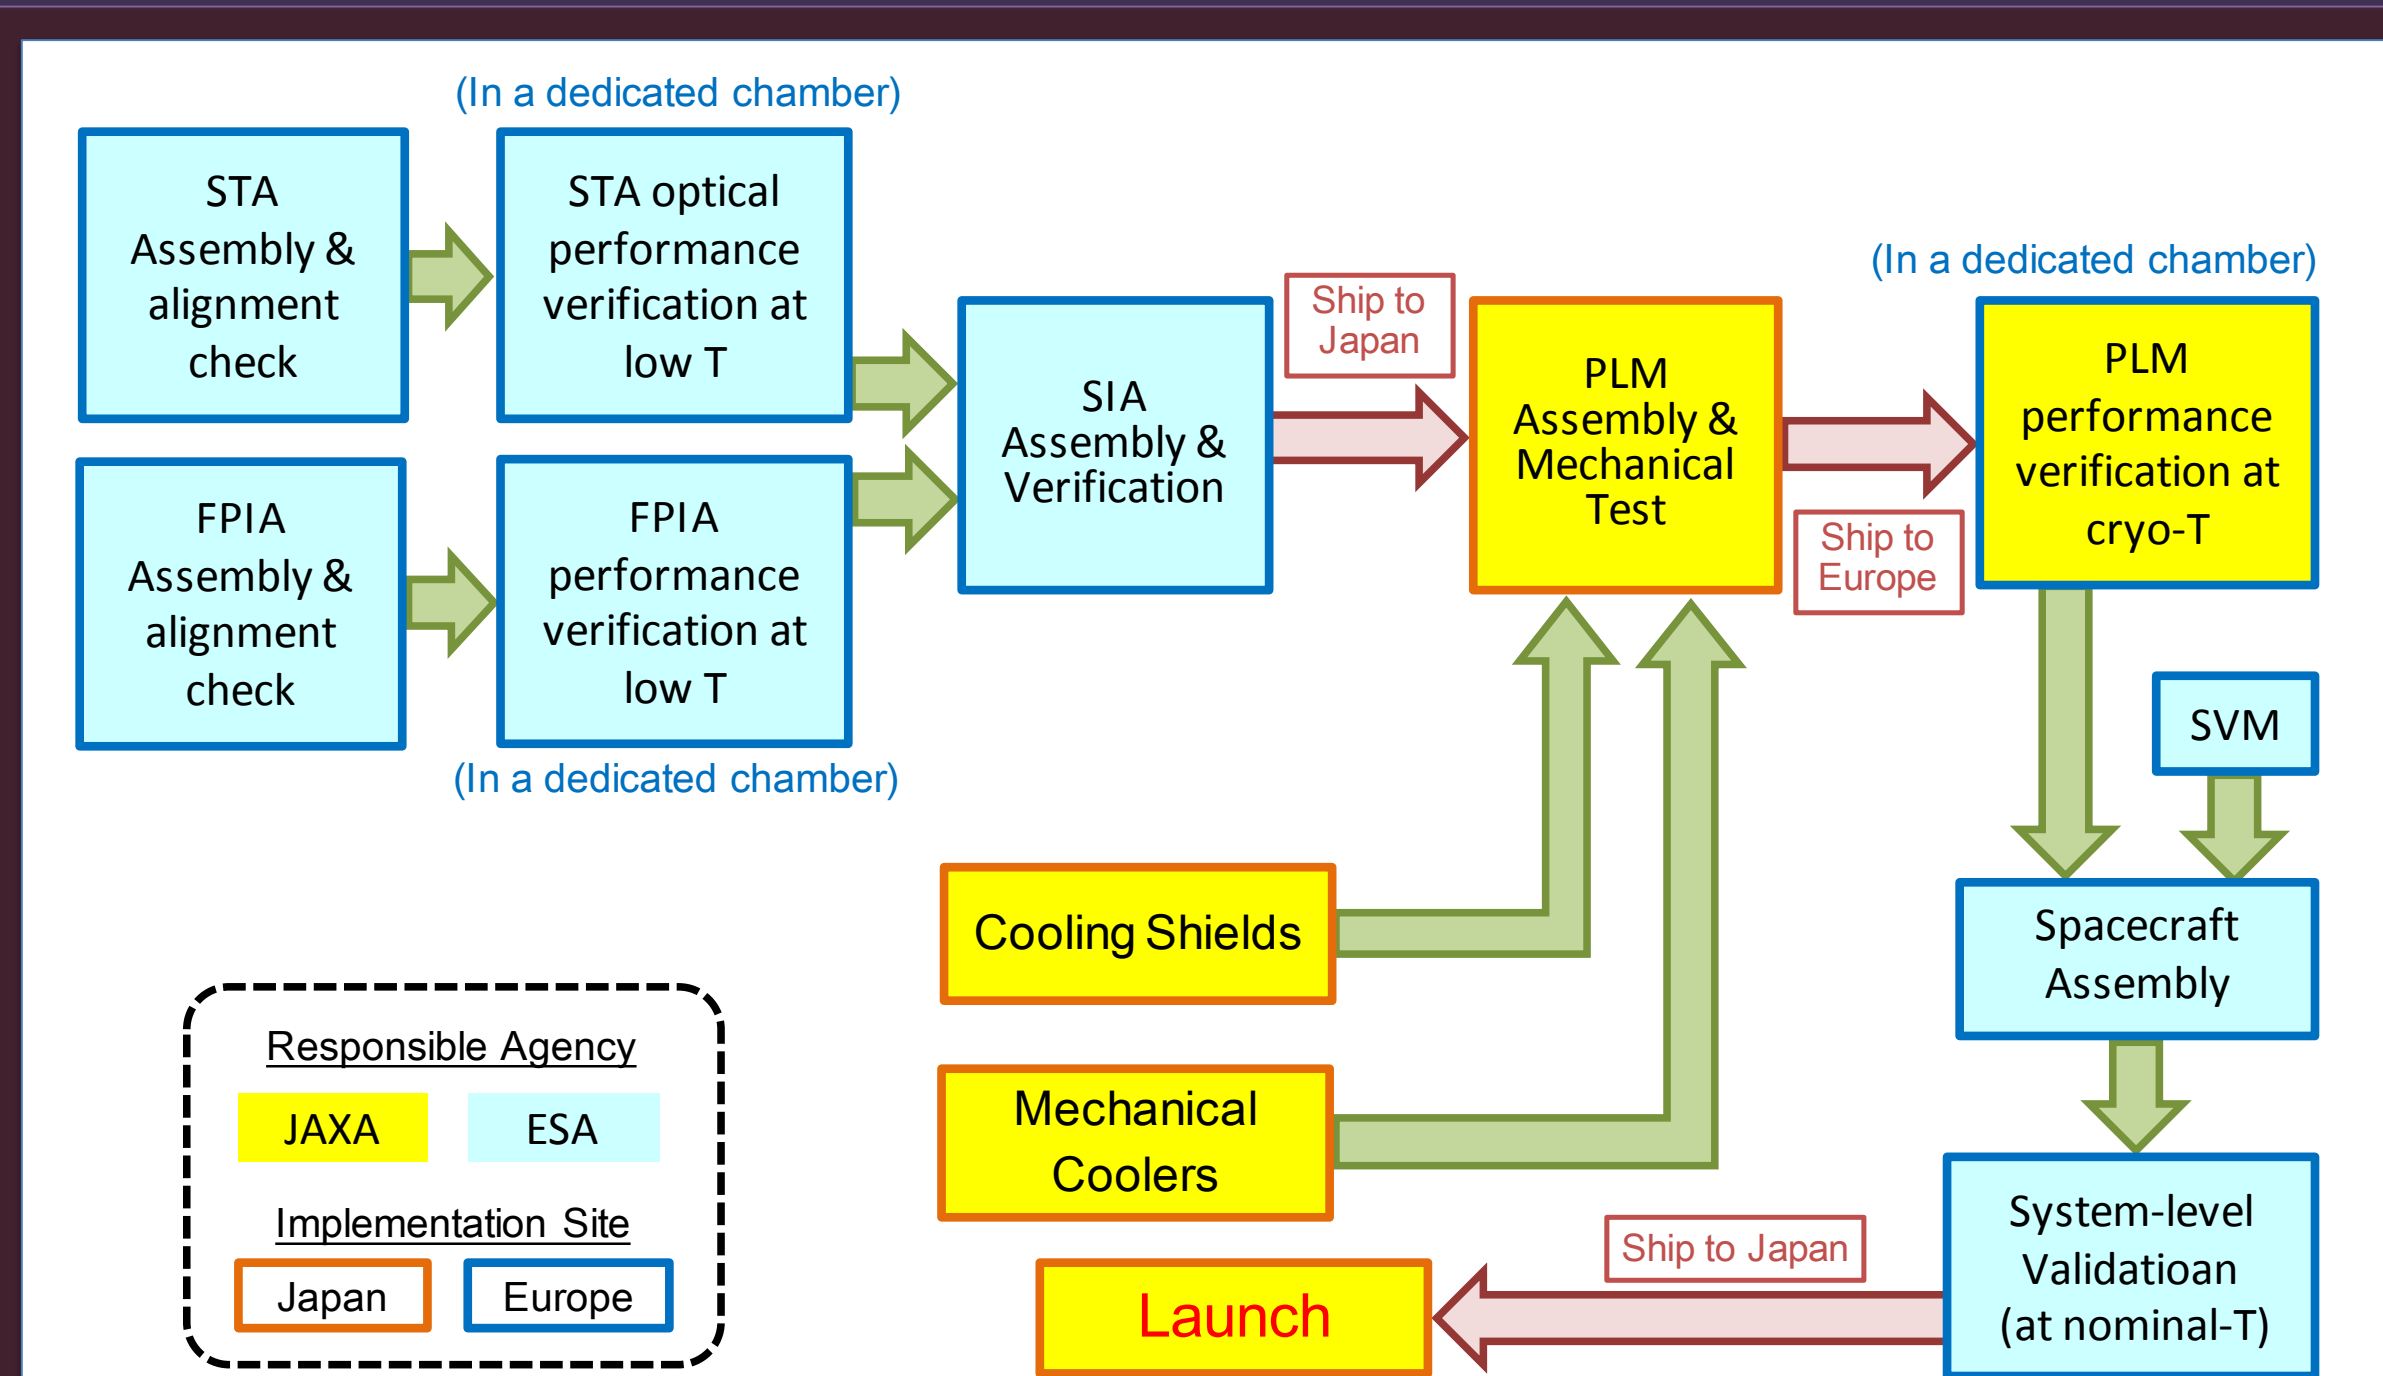 (In a dedicated chamber)
STA
Assembly &
alignment
check
STA optical
performance
verification at
low T
FPIA
Assembly &
alignment
check
FPIA
performance
verification at
low T
(In a dedicated chamber)
SIA
Assembly &
Verification
Ship to
Japan
PLM
Assembly &
Mechanical
Test
Ship to
Europe
(In a dedicated chamber)
PLM
performance
verification at
cryo-T
SVM
Cooling Shields
Mechanical
Coolers
Spacecraft
Assembly
System-level
Validatioan
(at nominal-T)
Ship to Japan
Launch
Responsible Agency
JAXA
ESA
Implementation Site
Japan
Europe